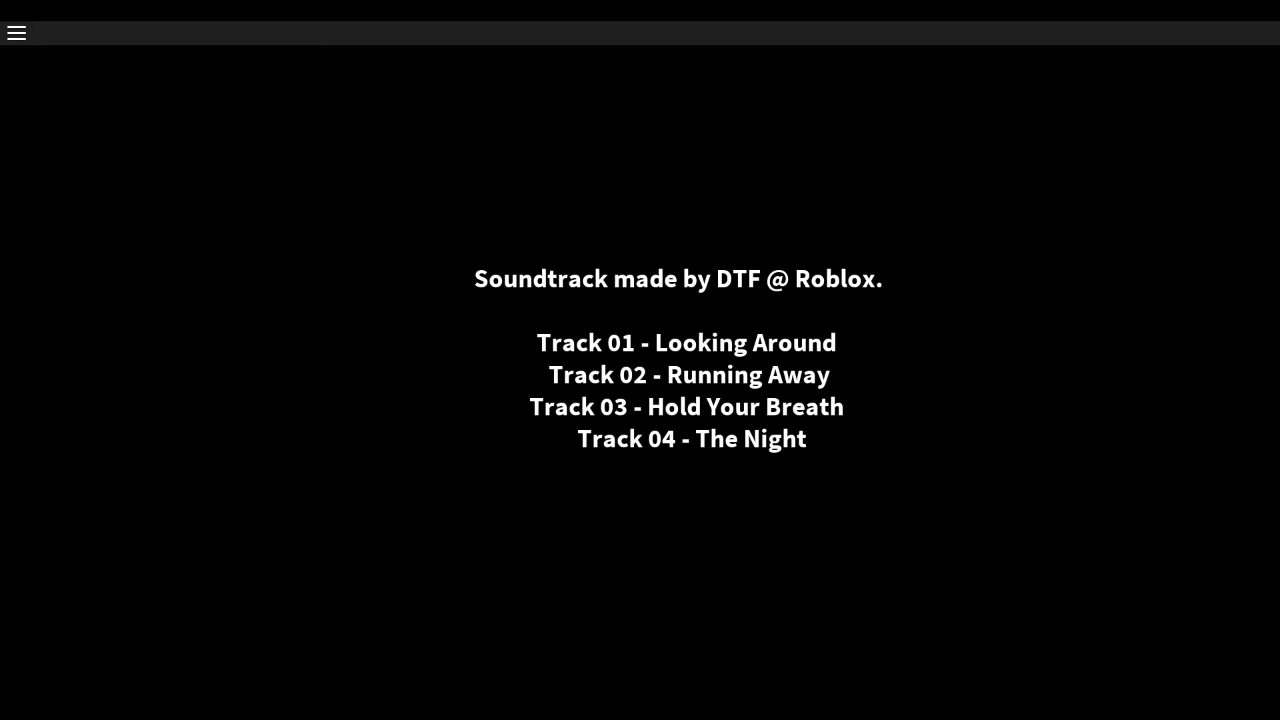 Soundtrack made by DTF @ Roblox.
Track 01 - Looking Around
Track 02 - Running Away
Track 03 - Hold Your Breath
Track 04 - The Night